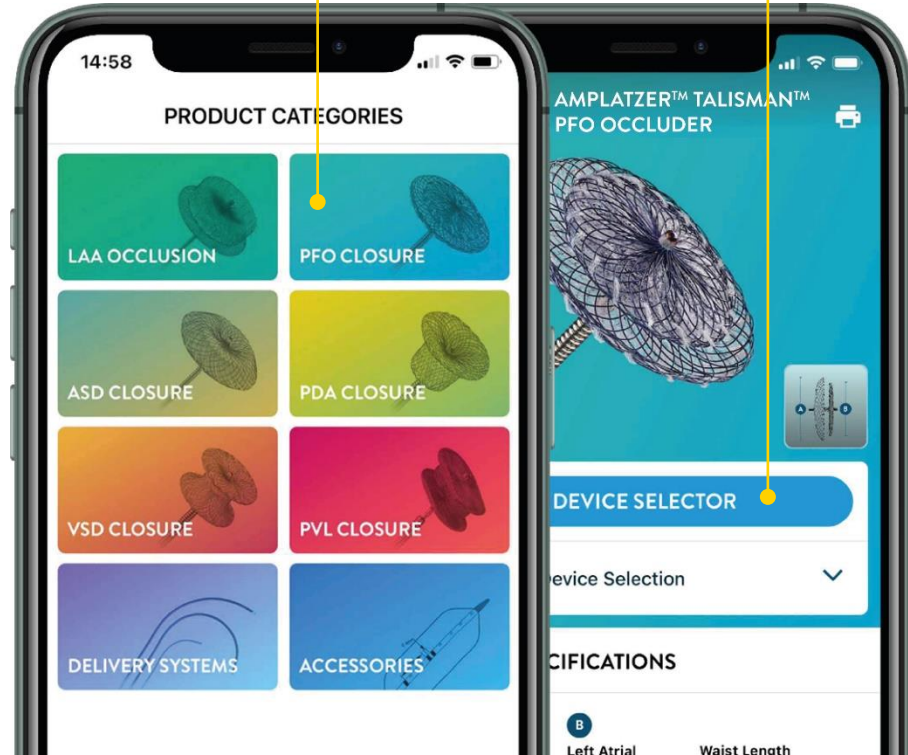 14:58
PRODUCT CATEGORIES
LAA OCCLUSION
PFO CLOSURE
ASD CLOSURE
PDA CLOSURE
VSD CLOSURE
PVL CLOSURE
DELIVERY SYSTEMS
ACCESSORIES
AMPLATZER™ TALISMAN™
PFO OCCLUDER
A B
DEVICE SELECTOR
evice Selection
CIFICATIONS
B
Left Atrial Waist Length